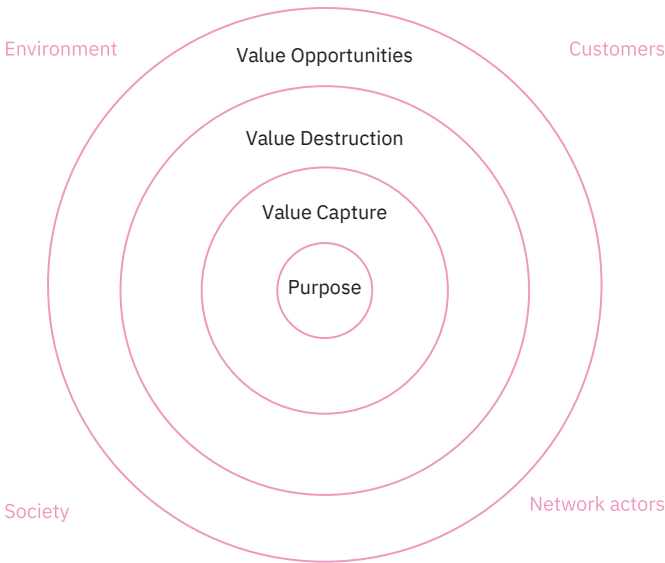 Environment
Customers
Value Opportunities
Value Destruction
Value Capture
Purpose
Society
Network actors